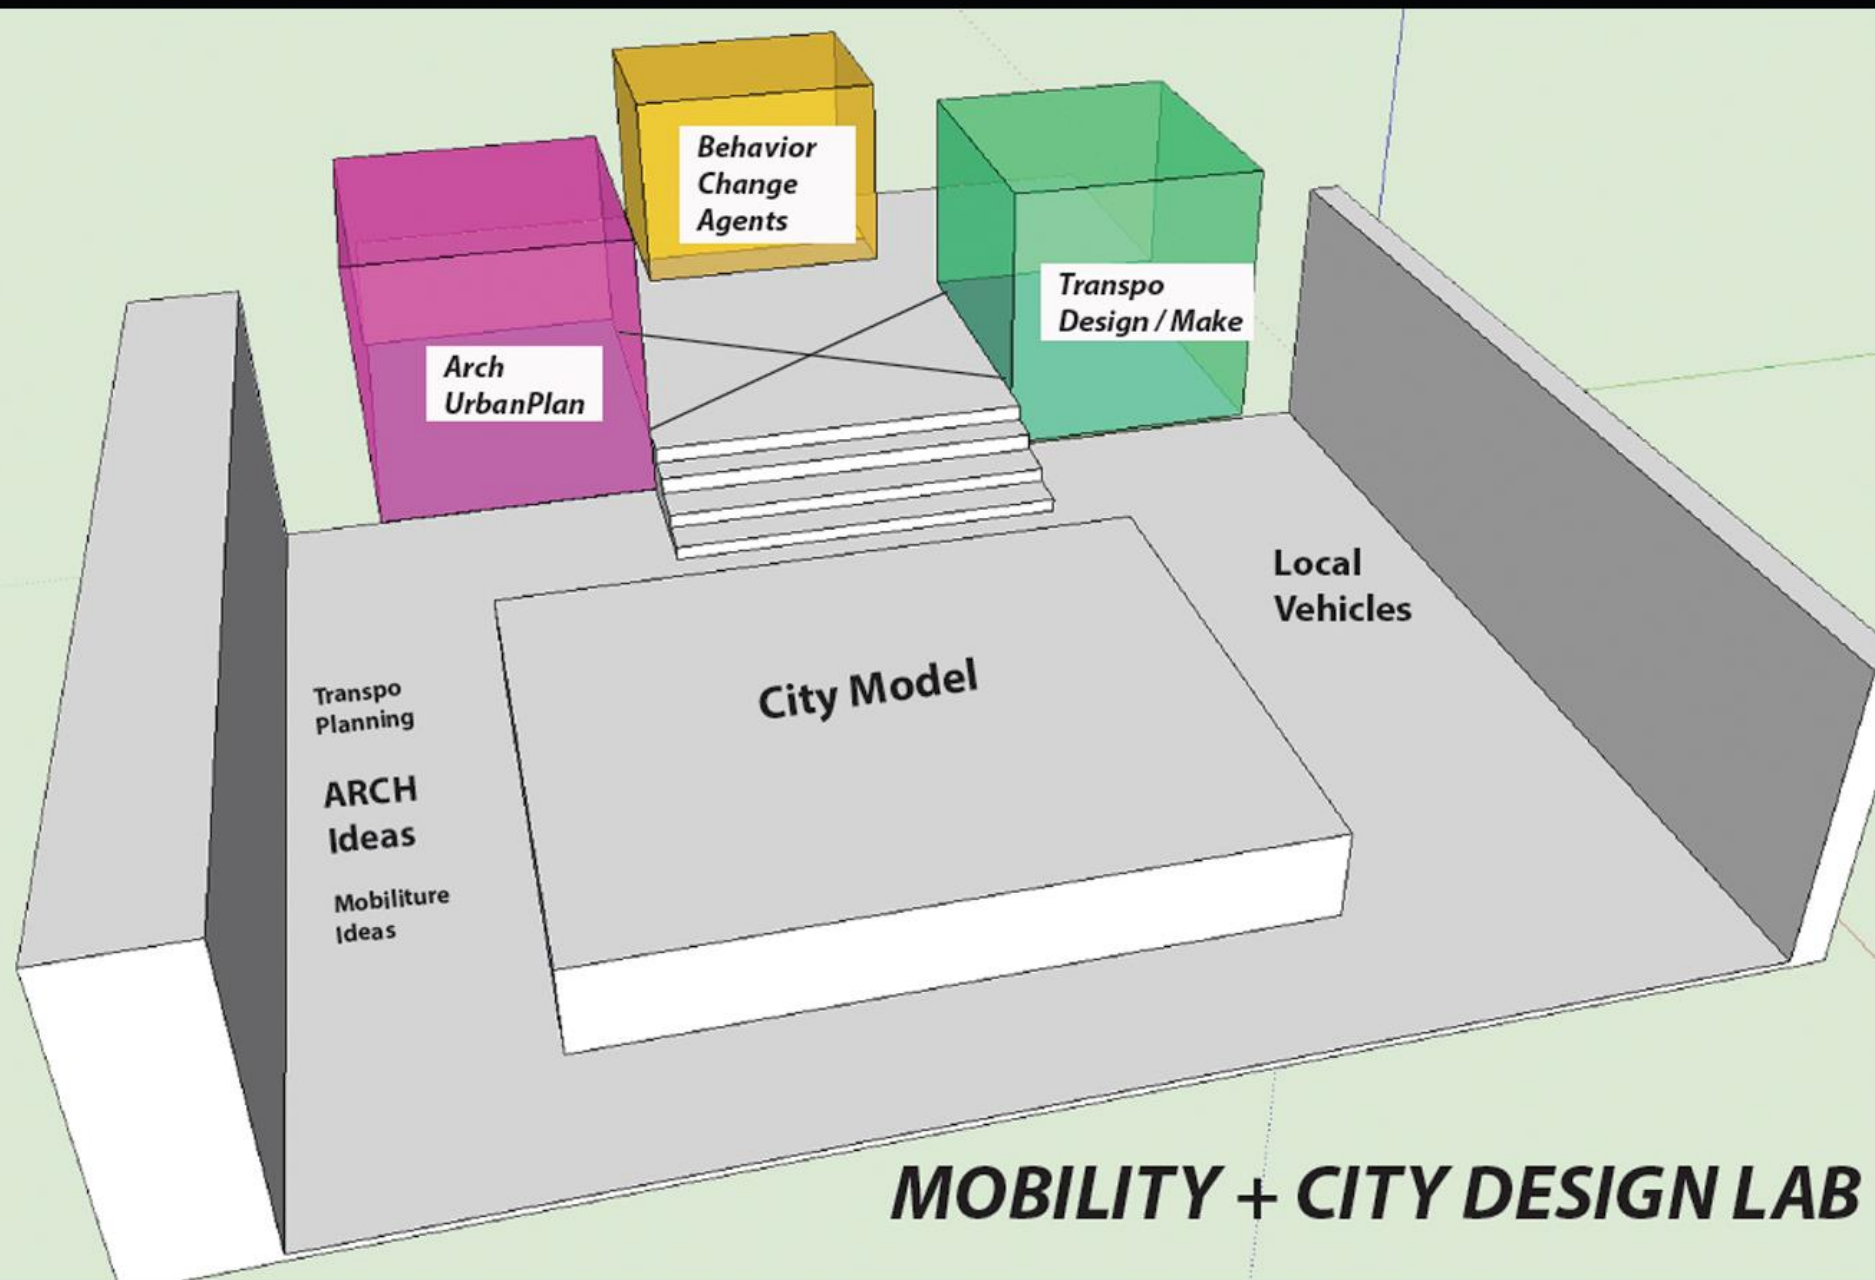 Behavior
Change
Agents
Transpo
Design / Make
Arch
UrbanPlan
Local
Vehicles
City Model
Transpo
Planning
ARCH
Ideas
Mobiliture
Ideas
MOBILITY + CITY DESIGN LAB